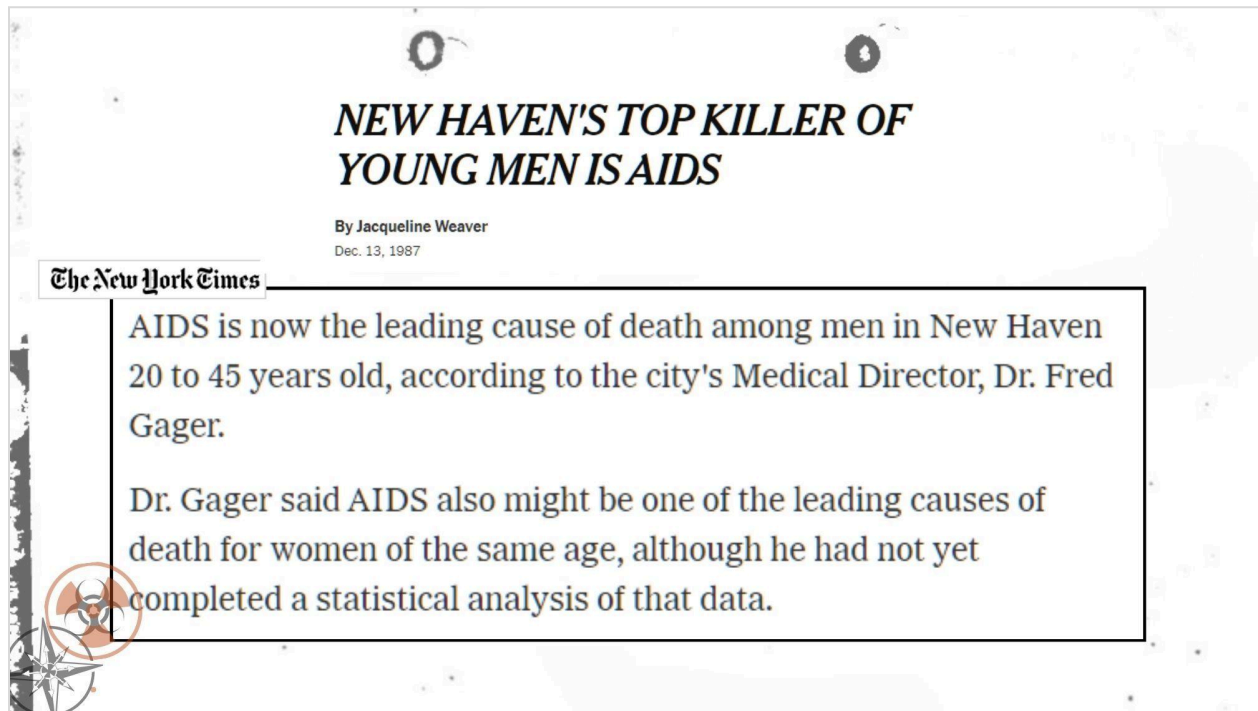 NEW HAVEN'S TOP KILLER OF
YOUNG MEN IS AIDS
By Jacqueline Weaver
Dec. 13, 1987
The New York Times
AIDS is now the leading cause of death among men in New Haven
20 to 45 years old, according to the city's Medical Director, Dr. Fred
Gager.
Dr. Gager said AIDS also might be one of the leading causes of
death for women of the same age, although he had not yet
completed a statistical analysis of that data.